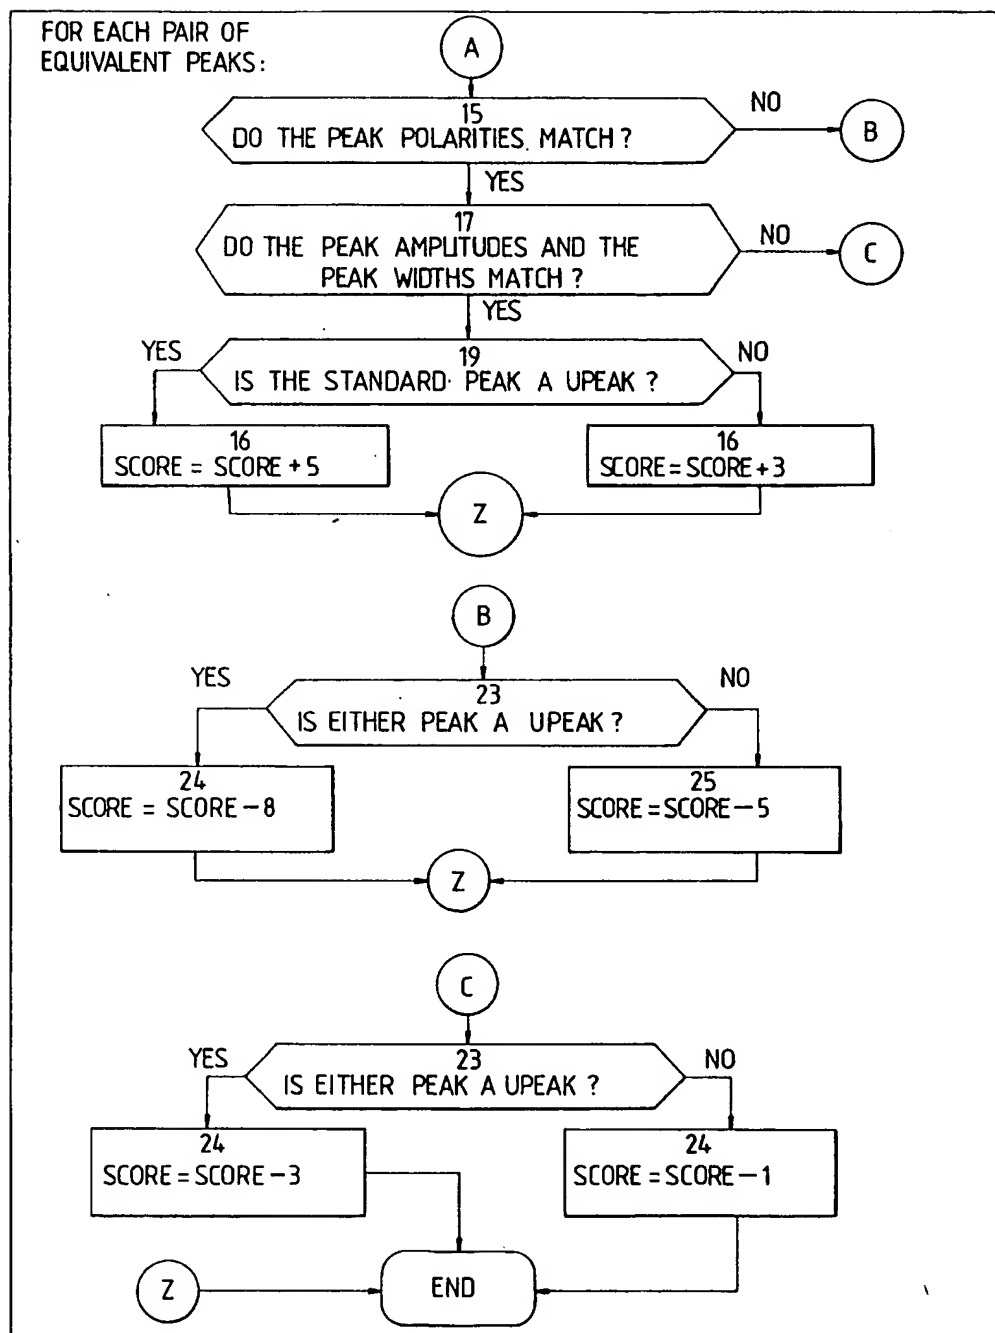 FOR EACH PAIR OF
EQUIVALENT PEAKS:
A
15
DO THE PEAK POLARITIES MATCH?
NO
B
YES
17
DO THE PEAK AMPLITUDES AND THE
PEAK WIDTHS MATCH?
NO
C
YES
YES
19
IS THE STANDARD PEAK A UPEAK?
NO
16
SCORE = SCORE + 5
16
SCORE = SCORE + 3
Z
B
YES
23
IS EITHER PEAK A UPEAK?
NO
24
SCORE = SCORE - 8
25
SCORE = SCORE - 5
Z
C
YES
23
IS EITHER PEAK A UPEAK?
NO
24
SCORE = SCORE - 3
24
SCORE = SCORE - 1
Z
END